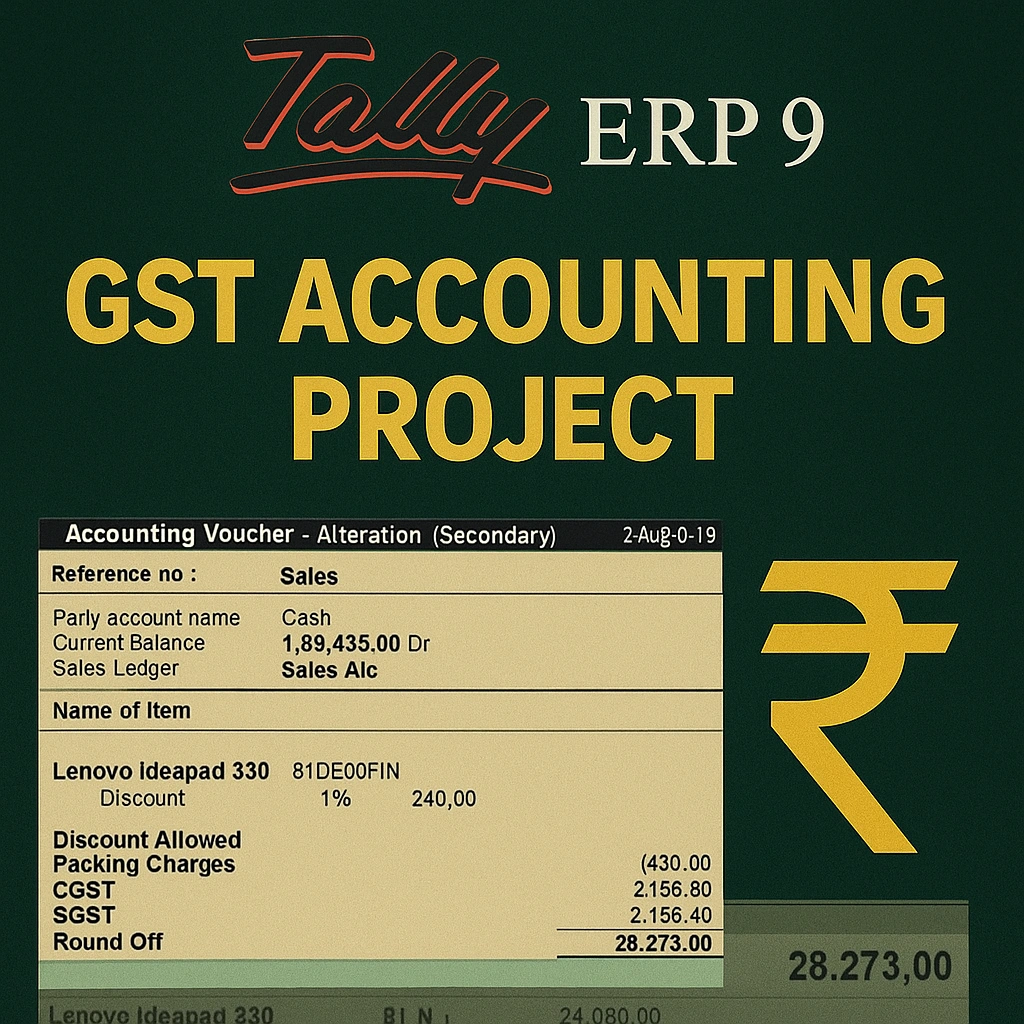 Tally ERP 9
GST ACCOUNTING
PROJECT
Accounting Voucher - Alteration (Secondary) 2-Aug-0-19
Reference no : Sales
Parly account name Cash
Current Balance 1,89,435.00 Dr
Sales Ledger Sales Alc
Name of Item
Lenovo ideapad 330 81DE00FIN
Discount 1% 240,00
Discount Allowed
Packing Charges (430.00
CGST 2.156.80
SGST 2.156.40
Round Off 28.273.00
₹
28.273,00
Lenovo ideapad 330 24,080.00